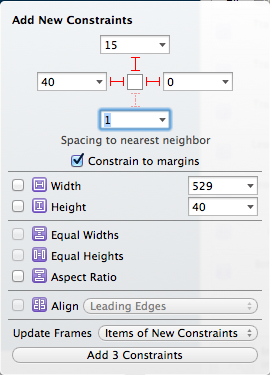 Add New Constraints
15
40
0
1
Spacing to nearest neighbor
Constrain to margins
Width 529
Height 40
Equal Widths
Equal Heights
Aspect Ratio
Align Leading Edges
Update Frames Items of New Constraints
Add 3 Constraints